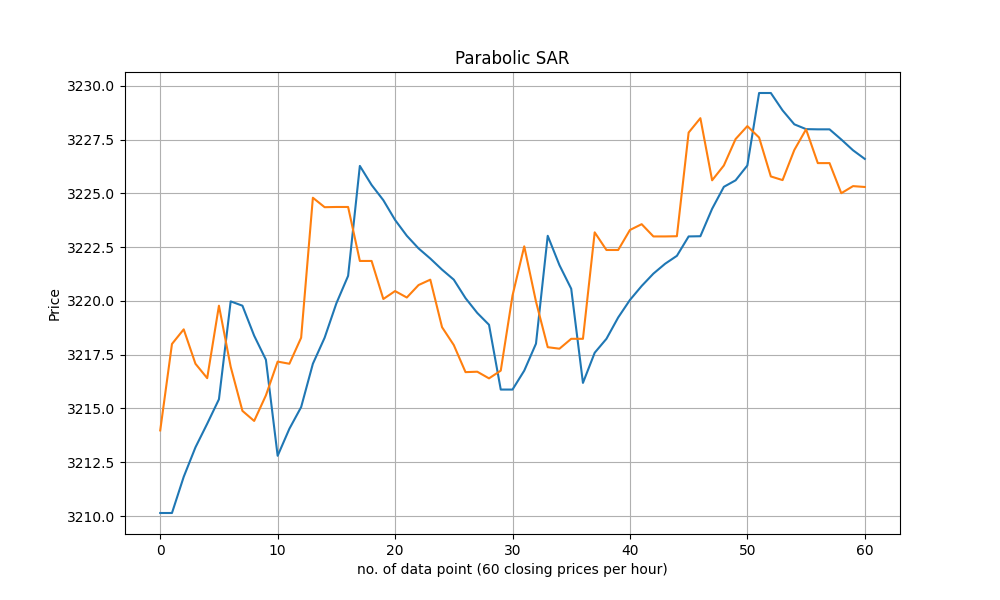 Parabolic SAR
Price
3230.0
3227.5
3225.0
3222.5
3220.0
3217.5
3215.0
3212.5
3210.0
0 10 20 30 40 50 60
no. of data point (60 closing prices per hour)